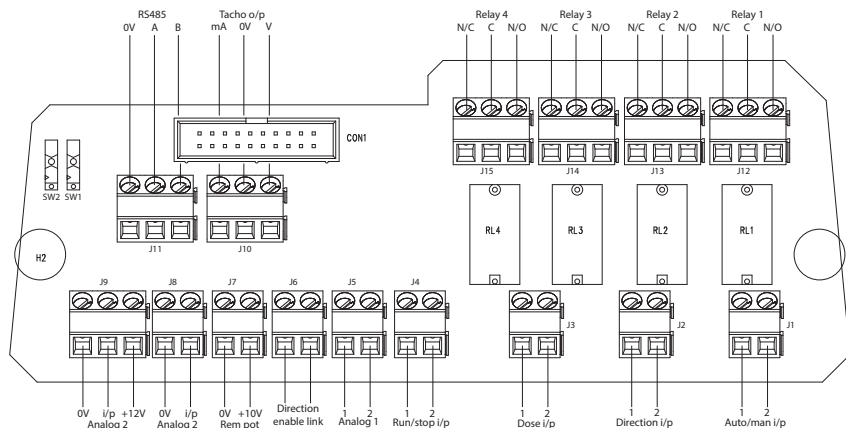 RS485
0V A B
Tacho o/p
mA 0V V
Relay 4
N/C C N/O
Relay 3
N/C C N/O
Relay 2
N/C C N/O
Relay 1
N/C C N/O
CON1
SW2 SW1
J15
J14
J13
J12
J11
J10
RL4
RL3
RL2
RL1
H2
J9
J8
J7
J6
J5
J4
J3
J2
J1
0V i/p +12V
Analog 2
0V i/p
Analog 2
0V +10V
Rem pot
Direction
enable link
1 2
Analog 1
1 2
Run/stop i/p
1 2
Dose i/p
1 2
Direction i/p
1 2
Auto/man i/p